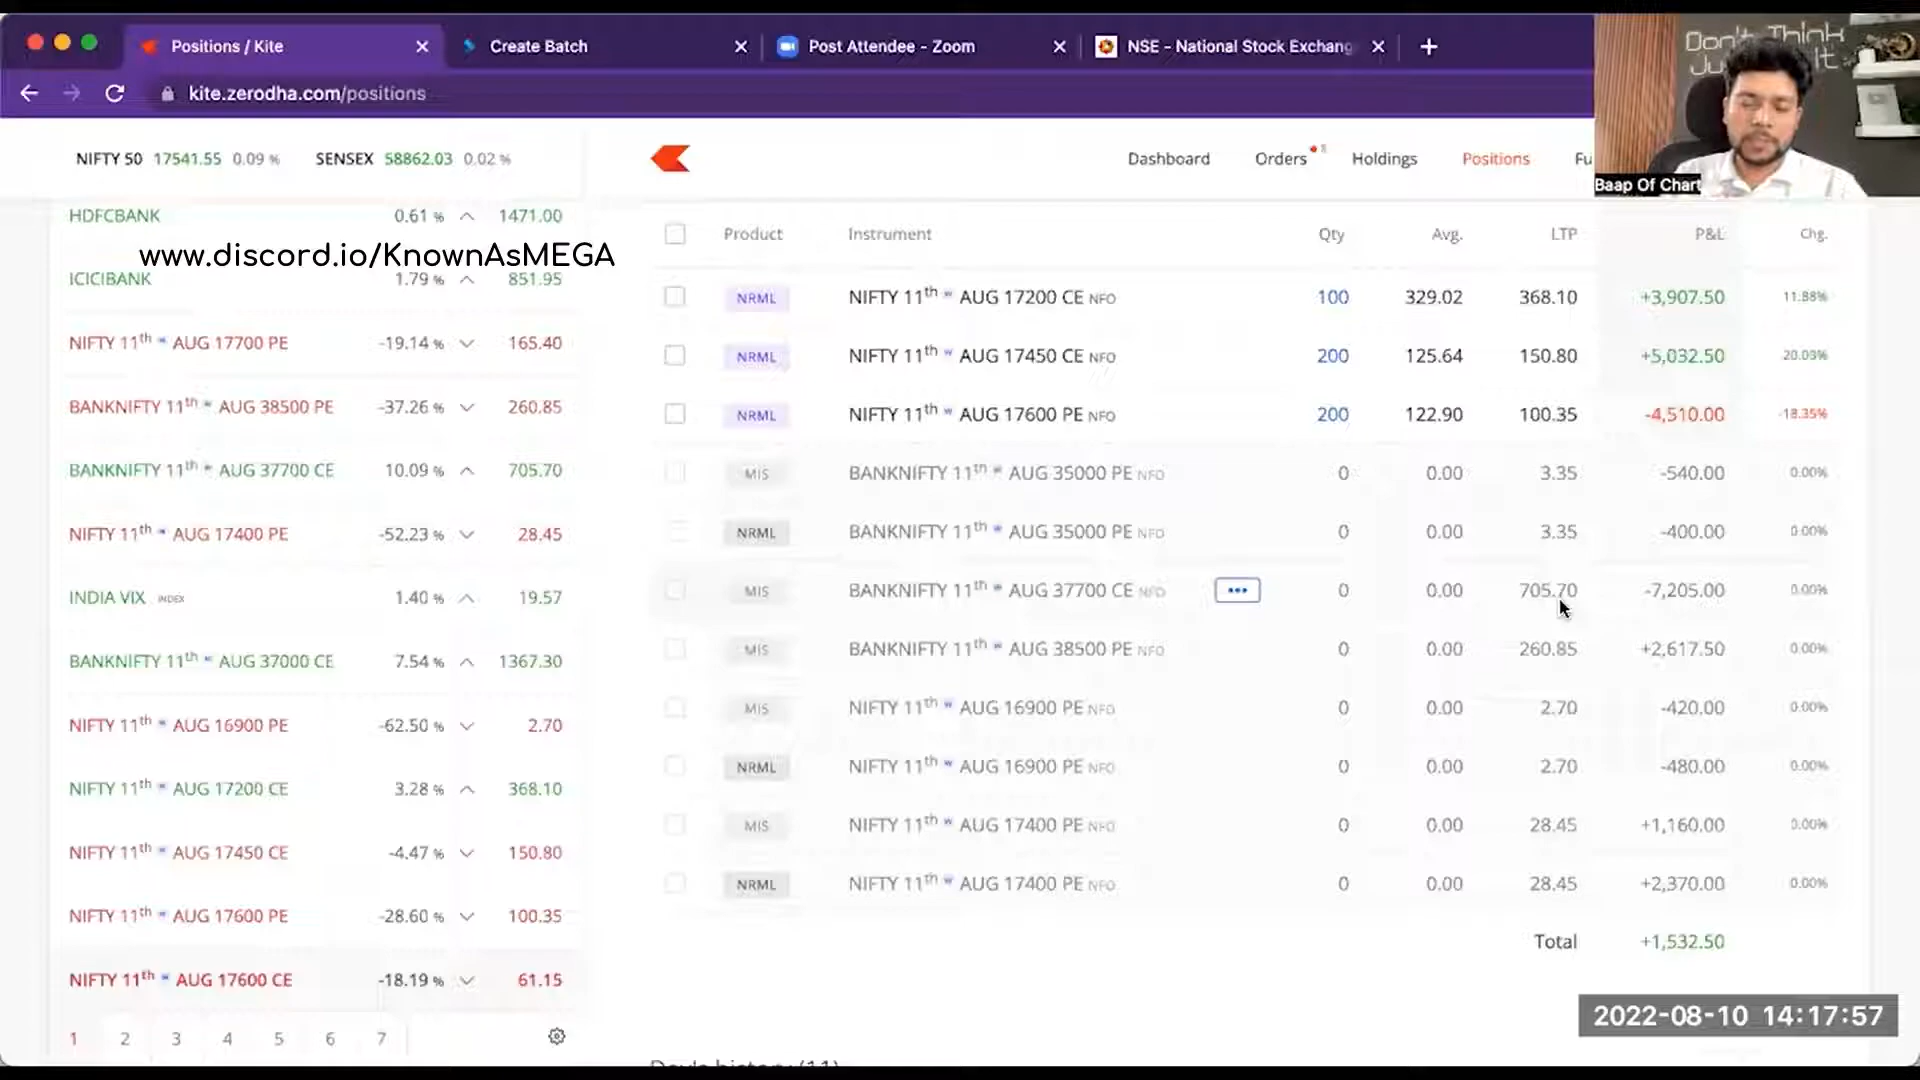 Positions / Kite
Create Batch
Post Attendee - Zoom
NSE - National Stock Exchang
kite.zerodha.com/positions
Don't Think
Ju It
Baap Of Chart
NIFTY 50 17541.55 0.09 %
SENSEX 58862.03 0.02 %
Dashboard
Orders
Holdings
Positions
Fu
HDFCBANK 0.61 % 1471.00
www.discord.io/KnownAsMEGA
ICICIBANK 1.79 % 851.95
NIFTY 11th w AUG 17700 PE -19.14 % 165.40
BANKNIFTY 11th w AUG 38500 PE -37.26 % 260.85
BANKNIFTY 11th w AUG 37700 CE 10.09 % 705.70
NIFTY 11th w AUG 17400 PE -52.23 % 28.45
INDIA VIX INDEX 1.40 % 19.57
BANKNIFTY 11th w AUG 37000 CE 7.54 % 1367.30
NIFTY 11th w AUG 16900 PE -62.50 % 2.70
NIFTY 11th w AUG 17200 CE 3.28 % 368.10
NIFTY 11th w AUG 17450 CE -4.47 % 150.80
NIFTY 11th w AUG 17600 PE -28.60 % 100.35
NIFTY 11th w AUG 17600 CE -18.19 % 61.15
1 2 3 4 5 6 7
Product Instrument Qty Avg. LTP P&L Chg.
NRML NIFTY 11th w AUG 17200 CE NFO 100 329.02 368.10 +3,907.50 11.88%
NRML NIFTY 11th w AUG 17450 CE NFO 200 125.64 150.80 +5,032.50 20.03%
NRML NIFTY 11th w AUG 17600 PE NFO 200 122.90 100.35 -4,510.00 -18.35%
MIS BANKNIFTY 11th w AUG 35000 PE NFO 0 0.00 3.35 -540.00 0.00%
NRML BANKNIFTY 11th w AUG 35000 PE NFO 0 0.00 3.35 -400.00 0.00%
MIS BANKNIFTY 11th w AUG 37700 CE NFO 0 0.00 705.70 -7,205.00 0.00%
MIS BANKNIFTY 11th w AUG 38500 PE NFO 0 0.00 260.85 +2,617.50 0.00%
MIS NIFTY 11th w AUG 16900 PE NFO 0 0.00 2.70 -420.00 0.00%
NRML NIFTY 11th w AUG 16900 PE NFO 0 0.00 2.70 -480.00 0.00%
MIS NIFTY 11th w AUG 17400 PE NFO 0 0.00 28.45 +1,160.00 0.00%
NRML NIFTY 11th w AUG 17400 PE NFO 0 0.00 28.45 +2,370.00 0.00%
Total +1,532.50
2022-08-10 14:17:57
Day's history (11)